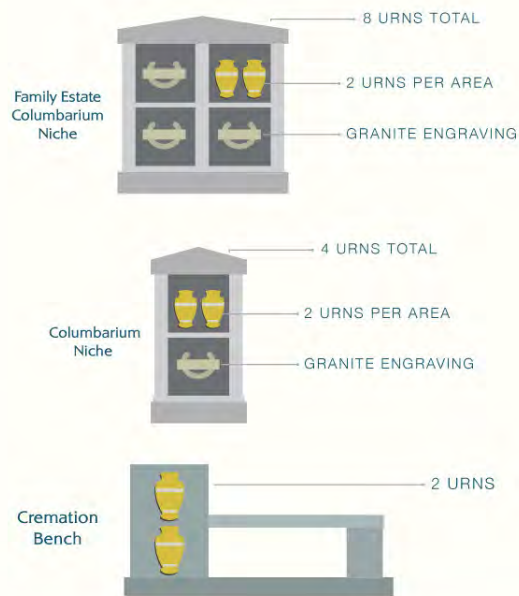 8 URNS TOTAL
Family Estate
Columbarium
Niche
2 URNS PER AREA
GRANITE ENGRAVING
4 URNS TOTAL
Columbarium
Niche
2 URNS PER AREA
GRANITE ENGRAVING
Cremation
Bench
2 URNS